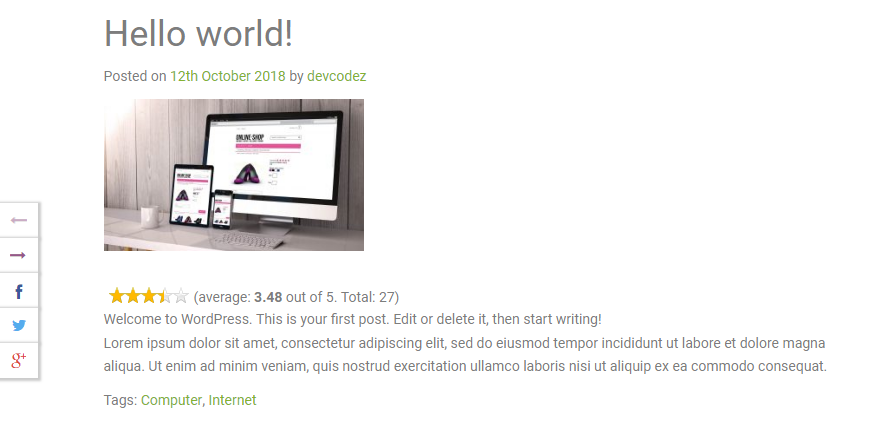 Hello world!
Posted on 12th October 2018 by devcodez
ONLINE SHOP
(average: 3.48 out of 5. Total: 27)
Welcome to WordPress. This is your first post. Edit or delete it, then start writing!
Lorem ipsum dolor sit amet, consectetur adipiscing elit, sed do eiusmod tempor incididunt ut labore et dolore magna
aliqua. Ut enim ad minim veniam, quis nostrud exercitation ullamco laboris nisi ut aliquip ex ea commodo consequat.
Tags: Computer, Internet